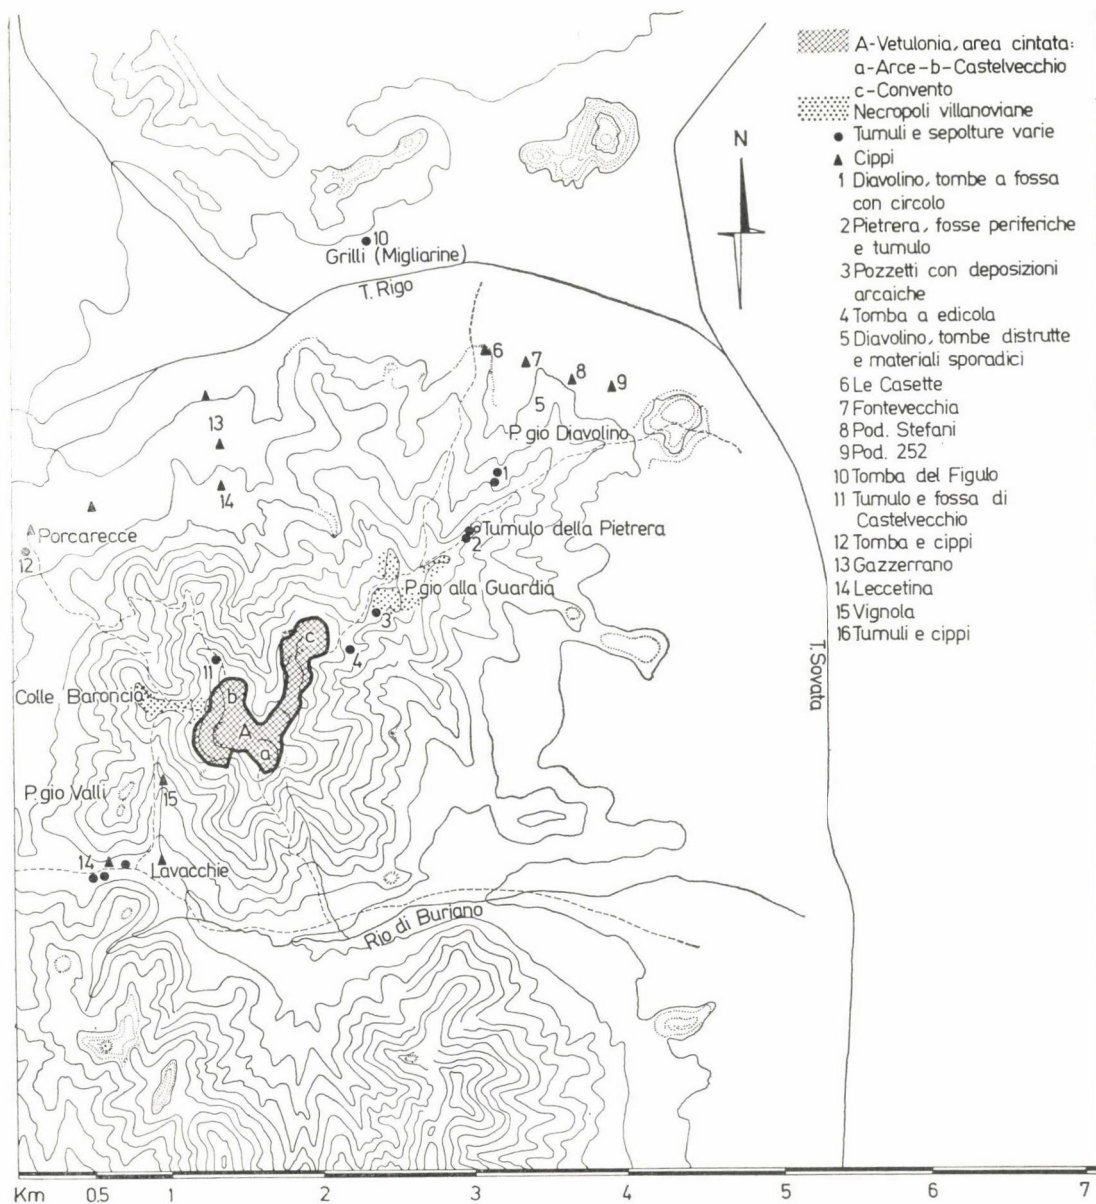 A-Vetulonia, area cintata:
a-Arce-b-Castelvecchio
c-Convento
Necropoli villanoviane
Tumuli e sepolture varie
Cippi
1 Diavolino, tombe a fossa
con circolo
2 Pietrera, fosse periferiche
e tumulo
3 Pozzetti con deposizioni
arcaiche
4 Tomba a edicola
5 Diavolino, tombe distrutte
e materiali sporadici
6 Le Casette
7 Fontevecchia
8 Pod. Stefani
9 Pod. 252
10 Tomba del Figulo
11 Tumulo e fossa di
Castelvecchio
12 Tomba e cippi
13 Gazzerrano
14 Leccetina
15 Vignola
16 Tumuli e cippi
N
10
Grilli (Migliarine)
T. Rigo
6
7
8
9
5
13
P.gio Diavolino
1
14
Porcarecce
12
Tumulo della Pietrera
2
P.gio alla Guardia
3
c
4
11
T. Sovata
Colle Baroncia
b
A
a
P.gio Valli
15
14
Lavacchie
Rio di Buriano
Km 0.5 1 2 3 4 5 6 7